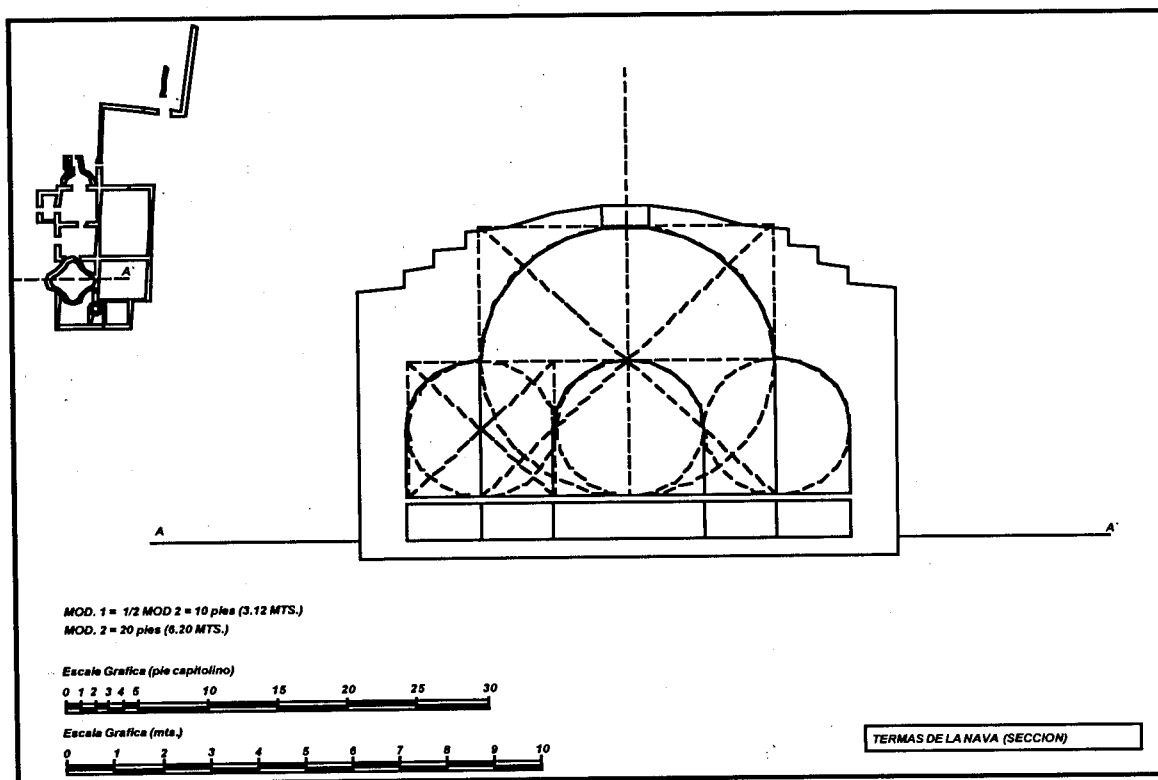 A`
A
A`
MOD. 1 = 1/2 MOD 2 = 10 pies (3.12 MTS.)
MOD. 2 = 20 pies (6.20 MTS.)
Escala Grafica (pie capitolino)
0 1 2 3 4 5 10 15 20 25 30
Escala Grafica (mts.)
0 1 2 3 4 5 6 7 8 9 10
TERMAS DE LA NAVA (SECCION)